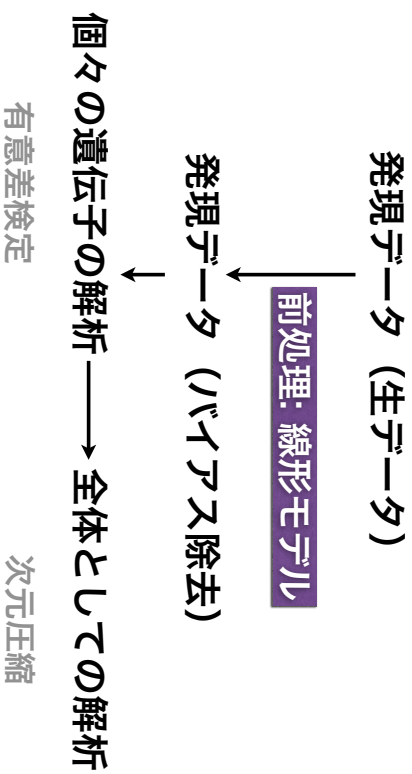 発現データ（生データ）
前処理: 線形モデル
発現データ（バイアス除去）
個々の遺伝子の解析
全体としての解析
有意差検定
次元圧縮